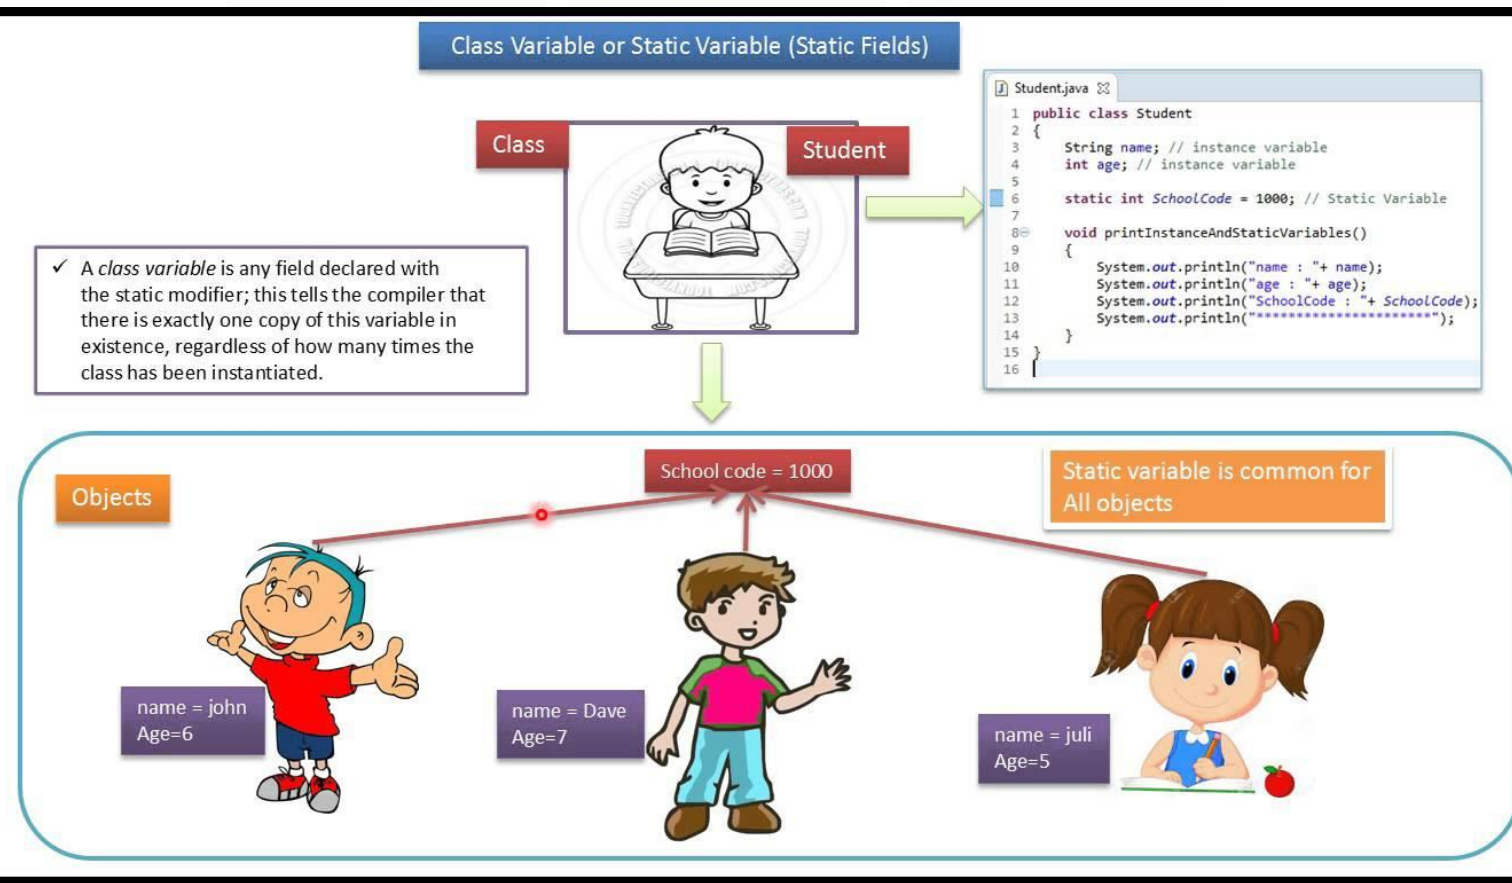 Class Variable or Static Variable (Static Fields)
Class
Student
Student.java
1 public class Student
2 {
3 String name; // instance variable
4 int age; // instance variable
5
6 static int SchoolCode = 1000; // Static Variable
7
8 void printInstanceAndStaticVariables()
9 {
10 System.out.println("name : "+ name);
11 System.out.println("age : "+ age);
12 System.out.println("SchoolCode : "+ SchoolCode);
13 System.out.println("**********************");
14 }
15 }
16
✓ A class variable is any field declared with
the static modifier; this tells the compiler that
there is exactly one copy of this variable in
existence, regardless of how many times the
class has been instantiated.
Objects
School code = 1000
Static variable is common for
All objects
name = john
Age=6
name = Dave
Age=7
name = juli
Age=5